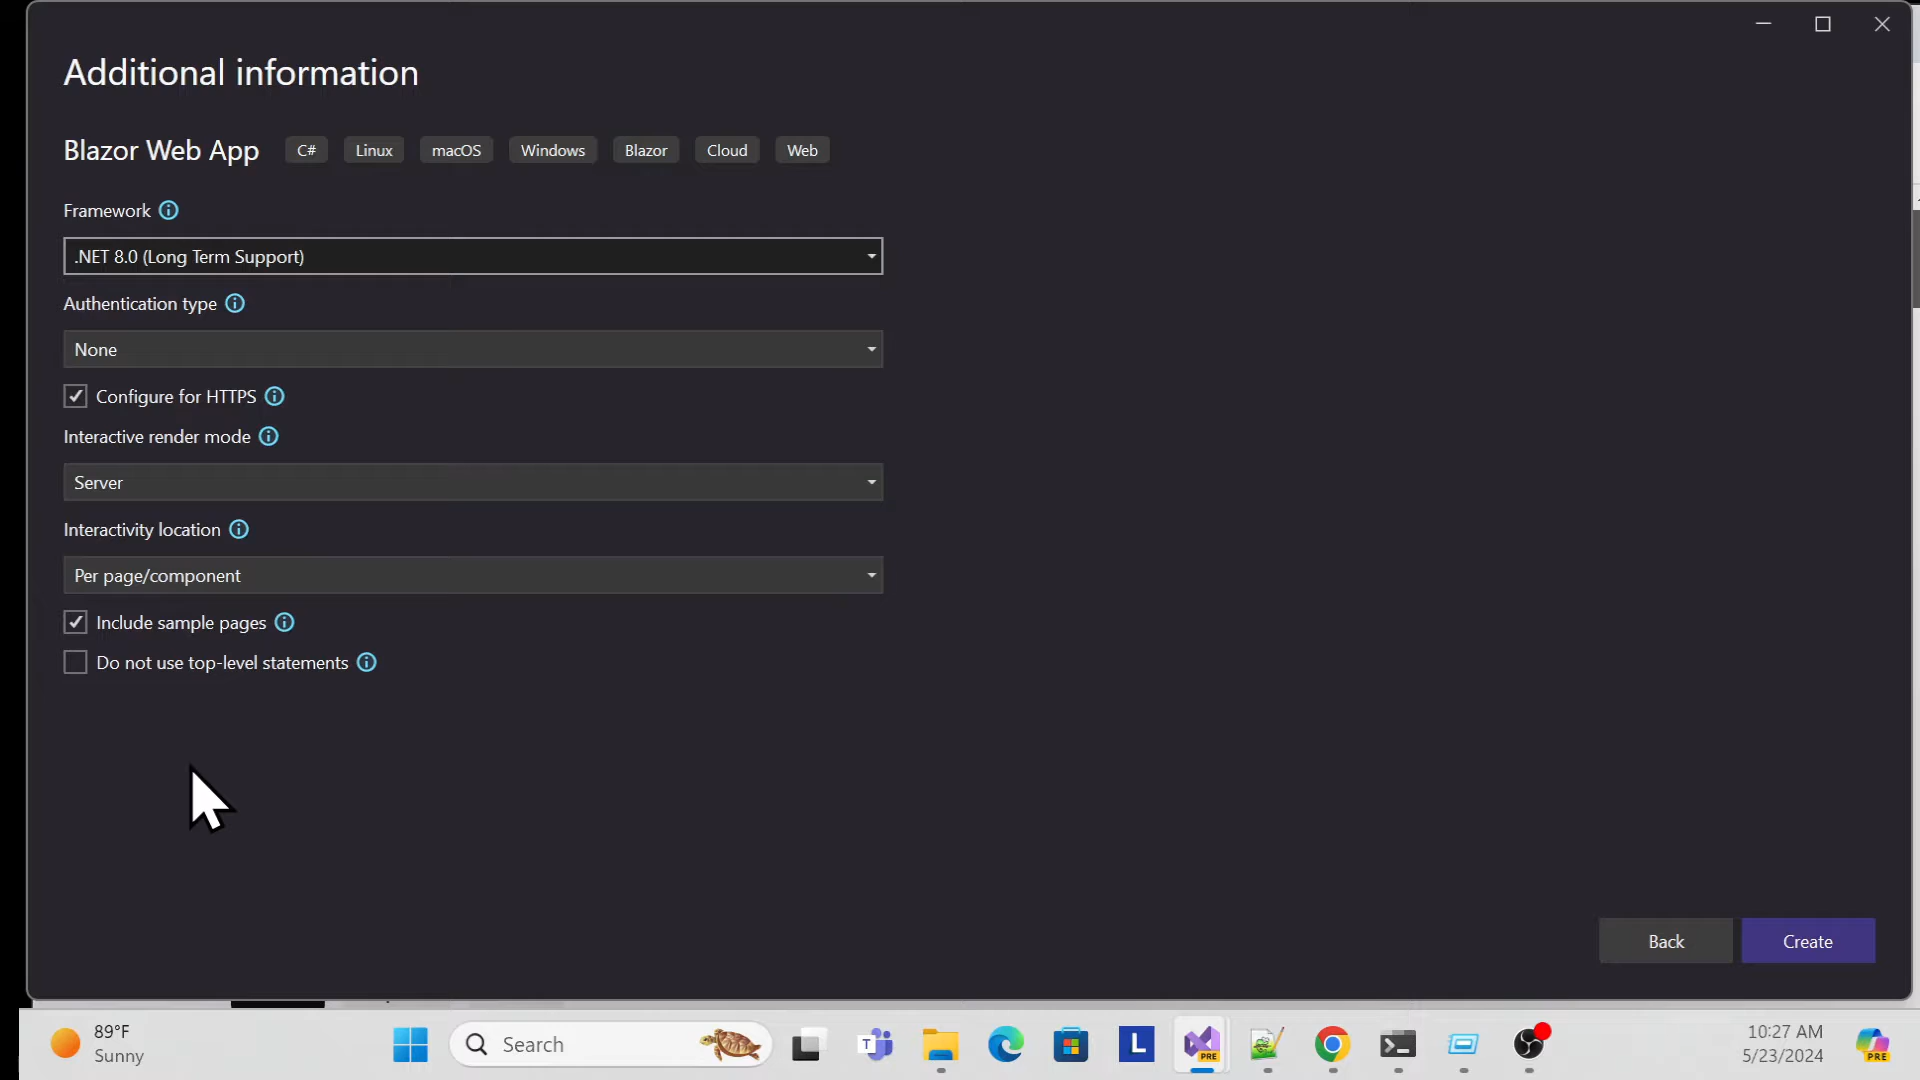 Additional information
Blazor Web App C# Linux macOS Windows Blazor Cloud Web
Framework
.NET 8.0 (Long Term Support)
Authentication type
None
Configure for HTTPS
Interactive render mode
Server
Interactivity location
Per page/component
Include sample pages
Do not use top-level statements
Back Create
89°F
Sunny
Search
T
L
PRE
10:27 AM
5/23/2024
PRE